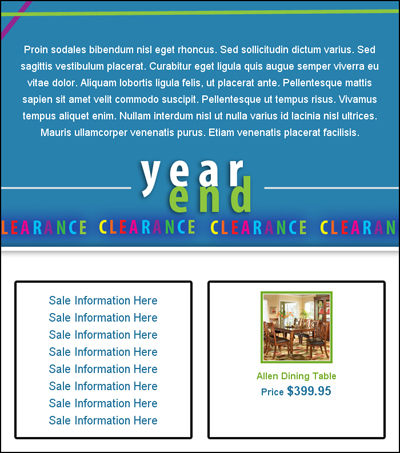 Proin sodales bibendum nisl eget rhoncus. Sed sollicitudin dictum varius. Sed
sagittis vestibulum placerat. Curabitur eget ligula quis augue semper viverra eu
vitae dolor. Aliquam lobortis ligula felis, ut placerat ante. Pellentesque mattis
sapien sit amet velit commodo suscipit. Pellentesque ut tempus risus. Vivamus
tempus aliquet enim. Nullam interdum nisl ut nulla varius id lacinia nisl ultrices.
Mauris ullamcorper venenatis purus. Etiam venenatis placerat facilisis.
year
end
LEARANCE CLEARANCE CLEARANCE CLEARAN
Sale Information Here
Sale Information Here
Sale Information Here
Sale Information Here
Sale Information Here
Sale Information Here
Sale Information Here
Sale Information Here
Allen Dining Table
Price $399.95